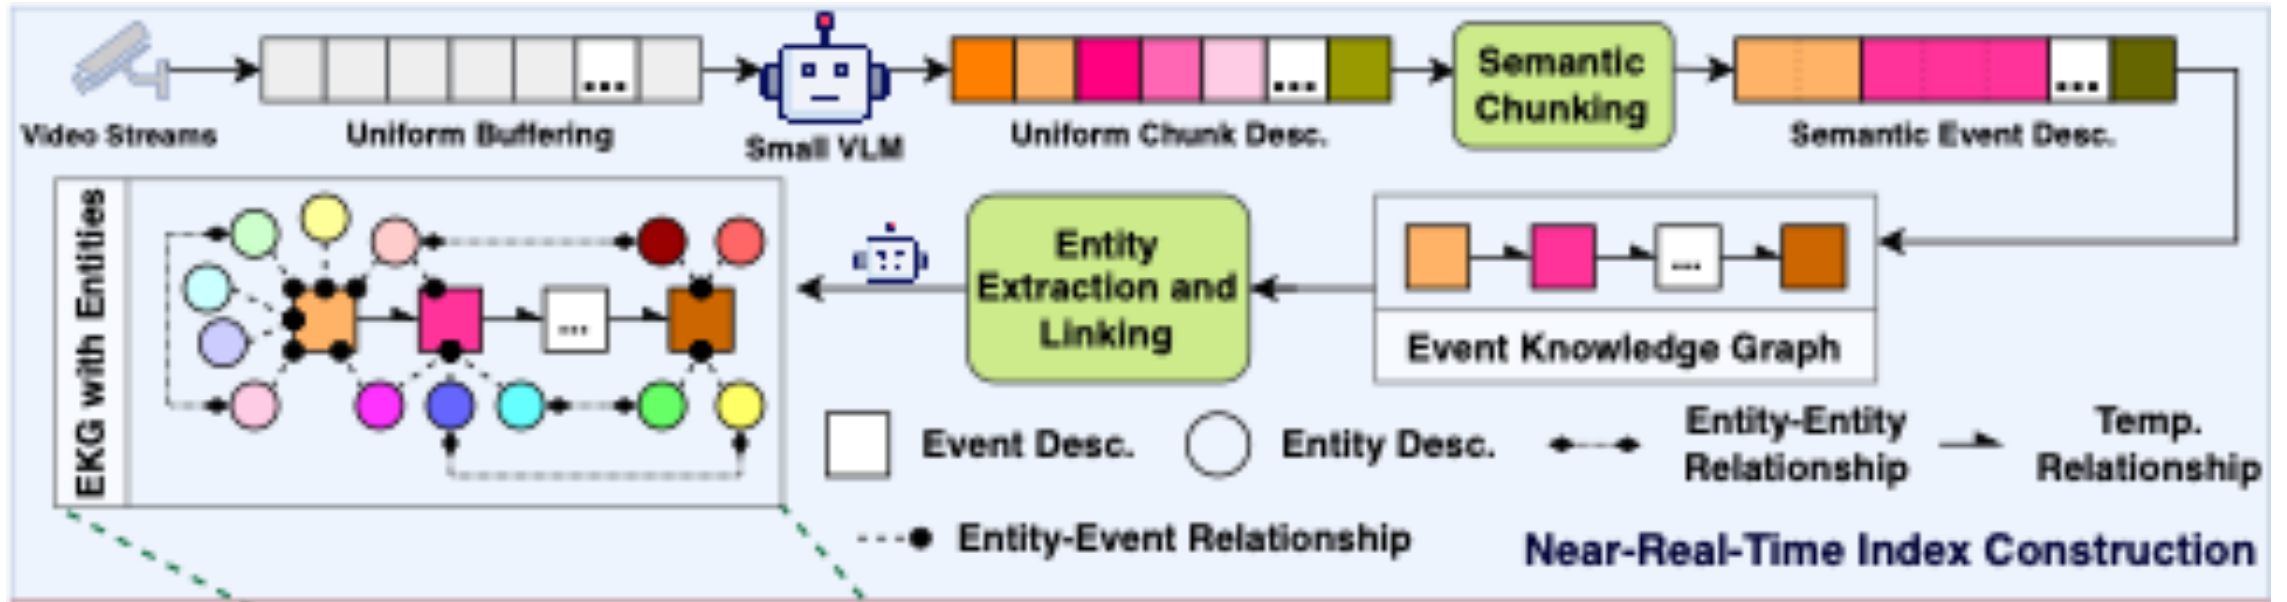 Video Streams
...
Uniform Buffering
Small VLM
...
Uniform Chunk Desc.
Semantic
Chunking
...
Semantic Event Desc.
EKG with Entities
...
Entity
Extraction and
Linking
...
Event Knowledge Graph
Event Desc.
Entity Desc.
Entity-Entity
Relationship
Temp.
Relationship
Entity-Event Relationship
Near-Real-Time Index Construction